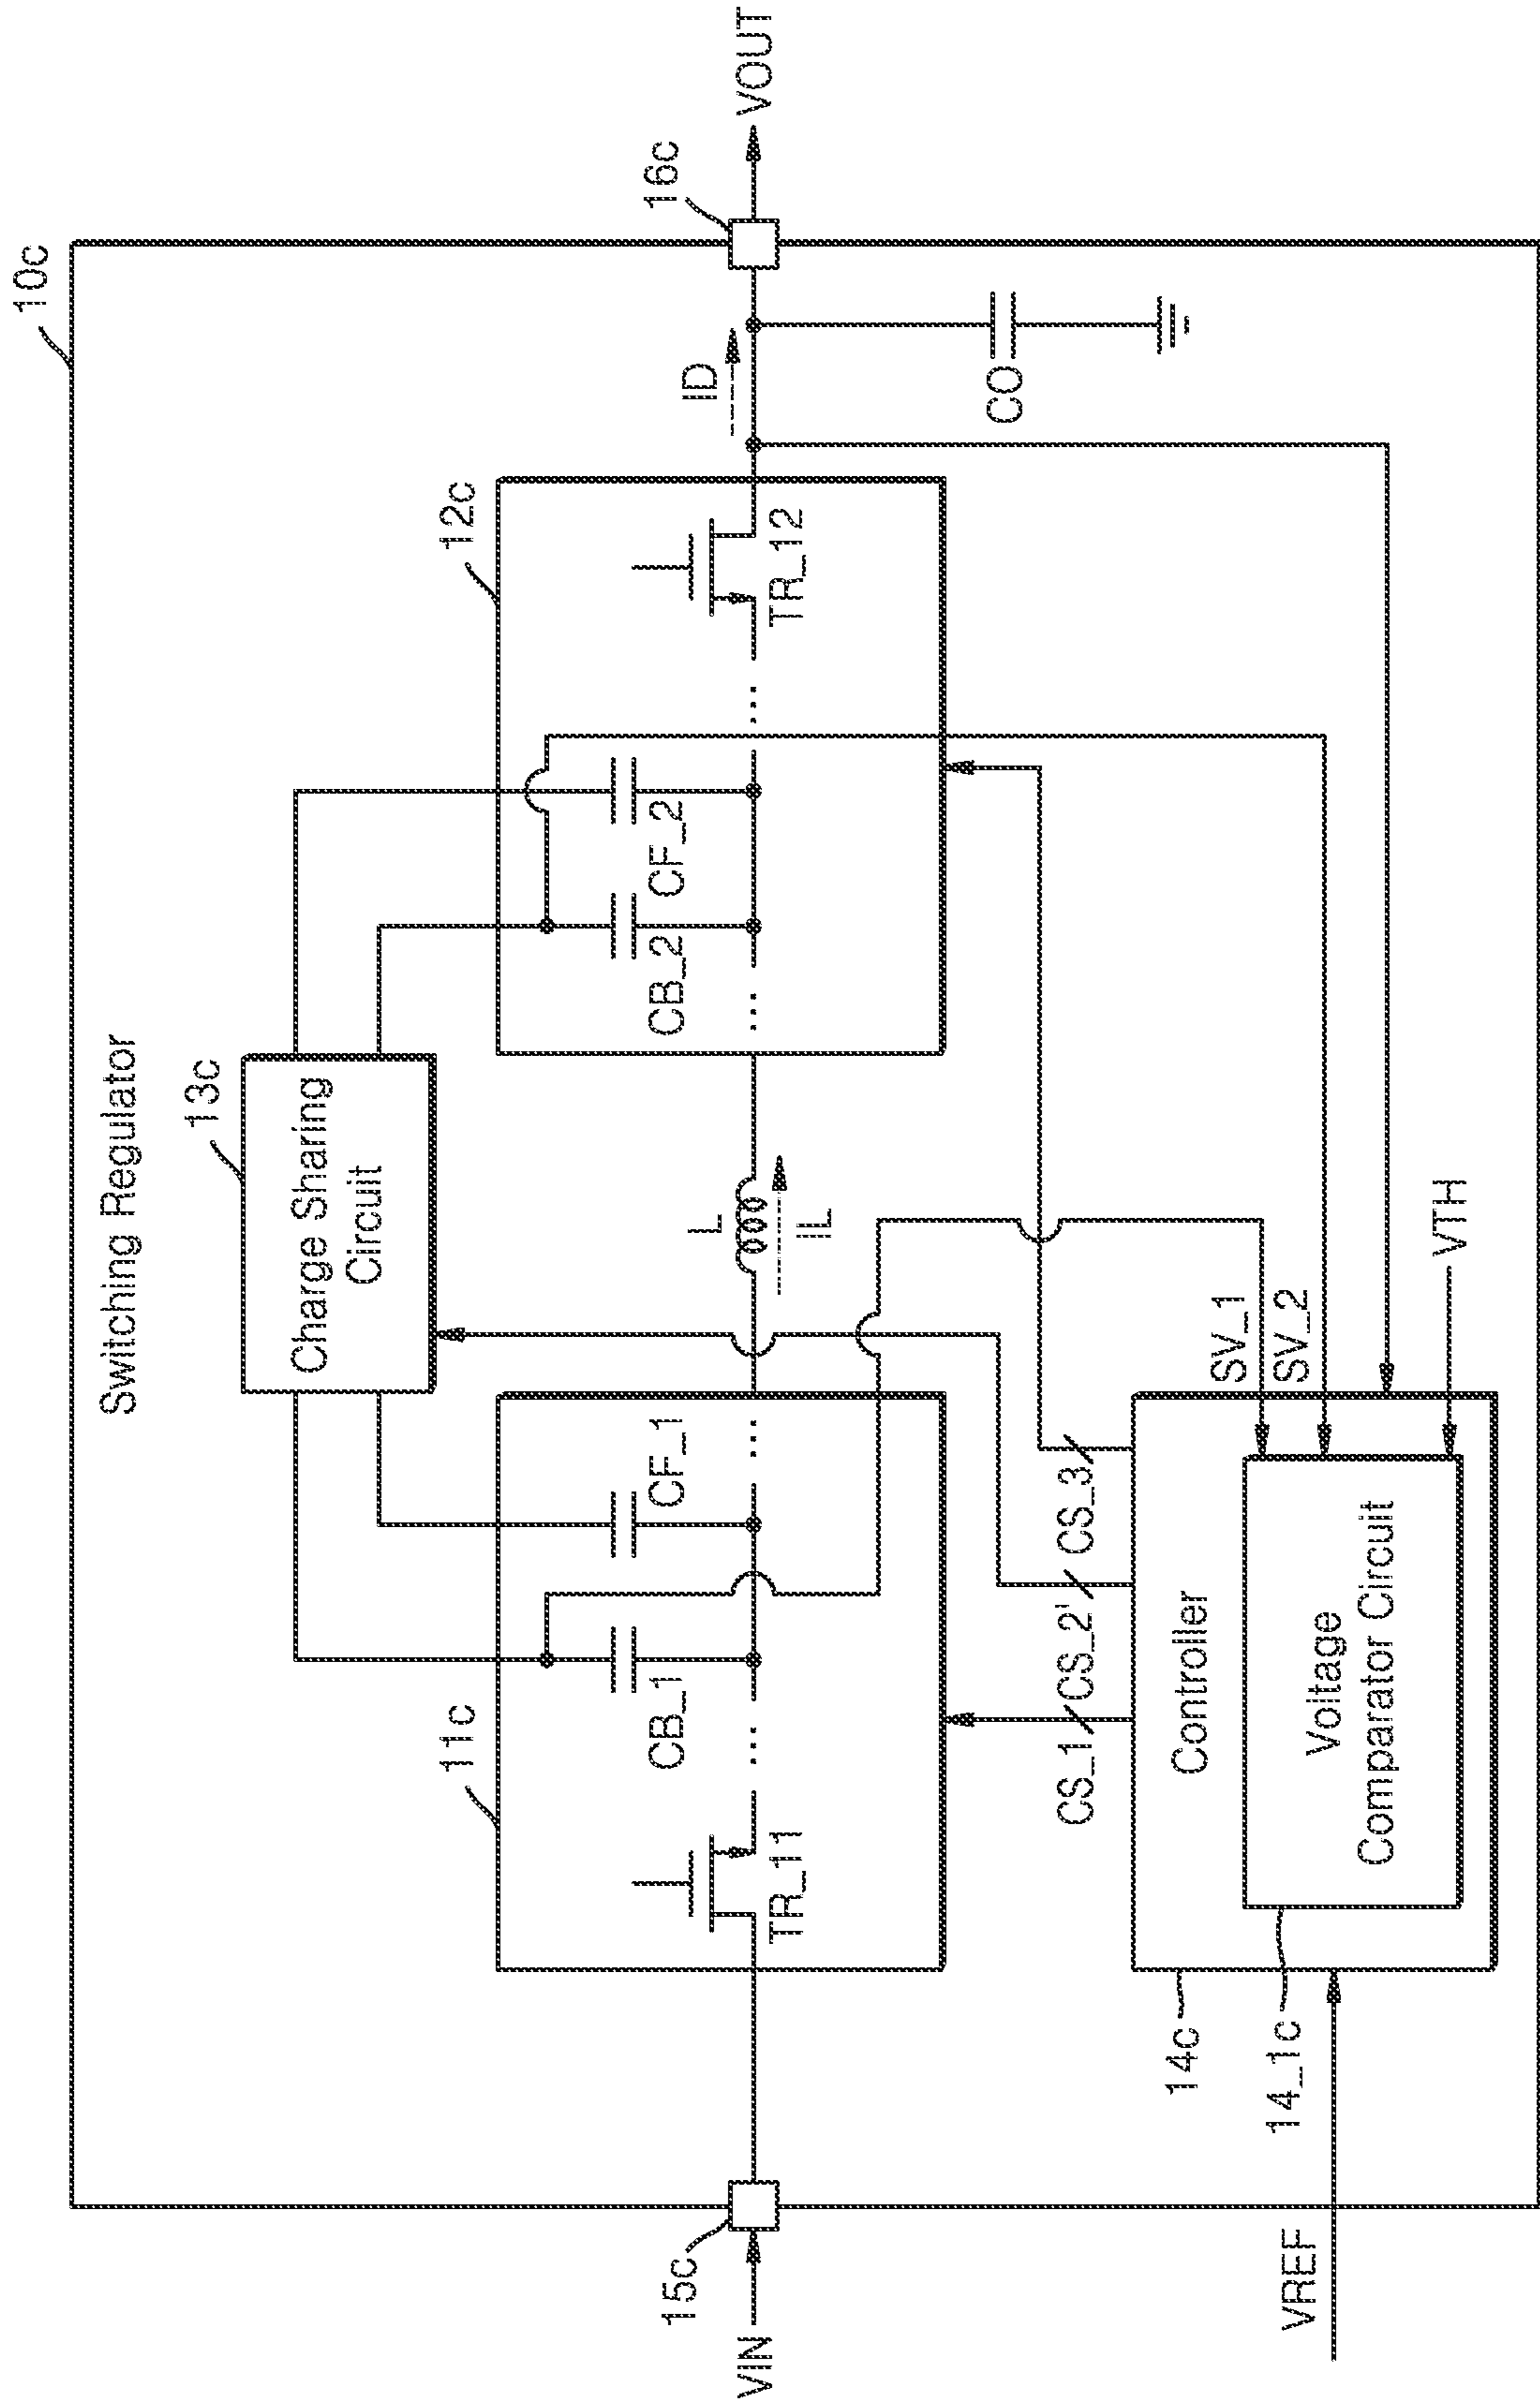 10c
Switching Regulator
13c
Charge Sharing
Circuit
11c
12c
CB_1
CF_1
CB_2
CF_2
...
...
...
...
15c
VIN
TR_11
L
IL
TR_12
ID
16c
VOUT
CO
CS_1
CS_2'
CS_3
14c
Controller
SV_1
SV_2
14_1c
Voltage
Comparator Circuit
VREF
VTH